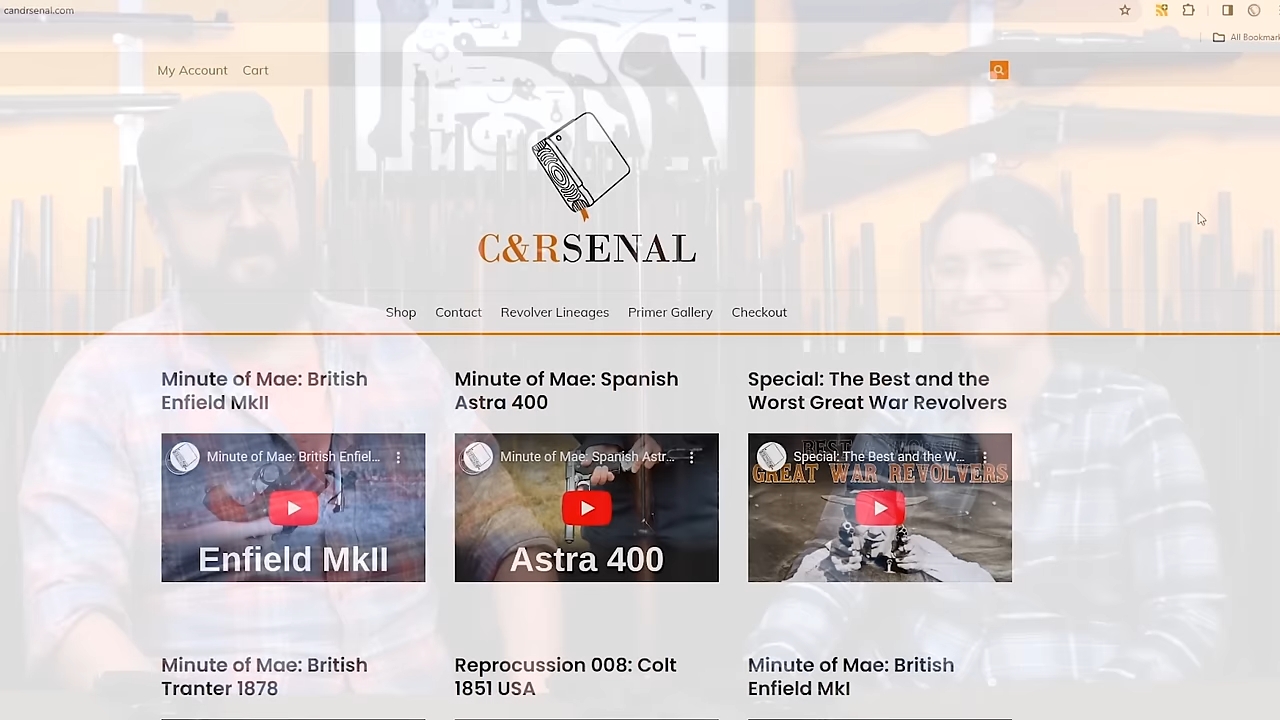 candrsenal.com
All Bookmar
My Account Cart
C&RSENAL
Shop Contact Revolver Lineages Primer Gallery Checkout
Minute of Mae: British
Enfield MkII
Minute of Mae: Spanish
Astra 400
Special: The Best and the
Worst Great War Revolvers
Minute of Mae: British Enfiel...
Enfield MkII
Minute of Mae: Spanish Astr...
Astra 400
Special: The Best and the W...
BEST WORST
GREAT WAR REVOLVERS
Minute of Mae: British
Tranter 1878
Reprocussion 008: Colt
1851 USA
Minute of Mae: British
Enfield MkI